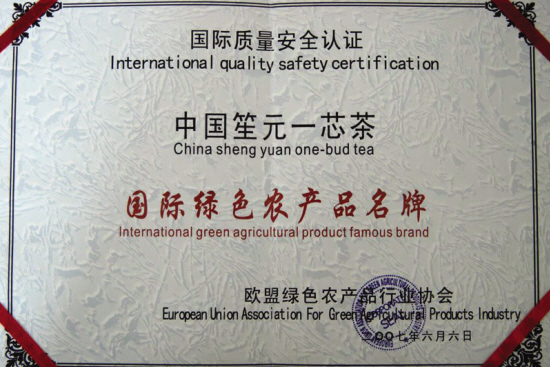 国际质量安全认证
International quality safety certification
中国笙元一芯茶
China sheng yuan one-bud tea
国际绿色农产品名牌
International green agricultural product famous brand
欧盟绿色农产品行业协会
European Union Association For Green Agricultural Products Industry
〇〇七年六月六日